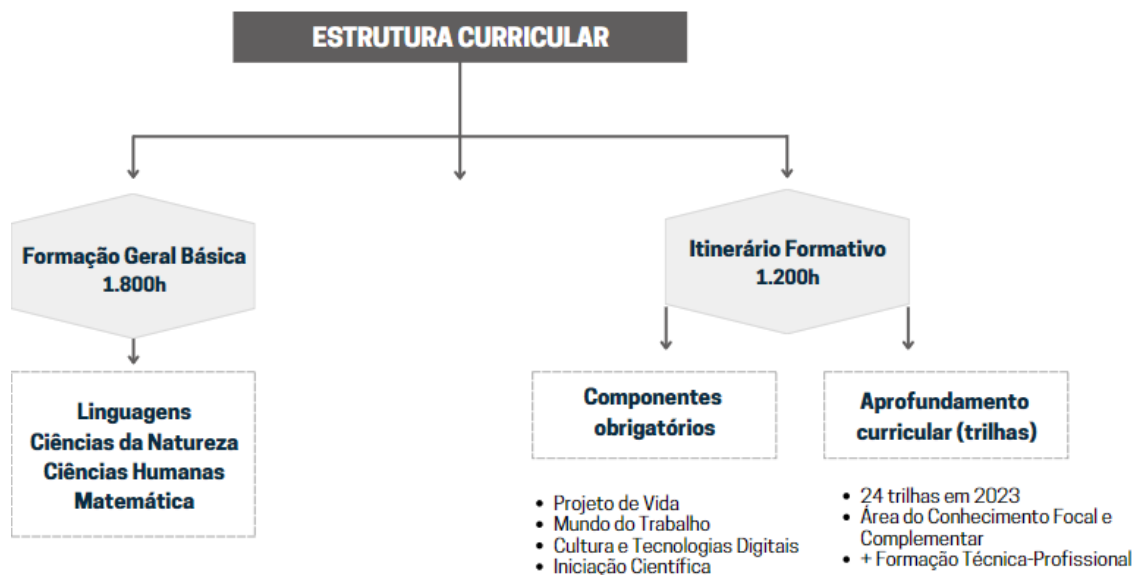 ESTRUTURA CURRICULAR
Formação Geral Básica
1.800h
Linguagens
Ciências da Natureza
Ciências Humanas
Matemática
Itinerário Formativo
1.200h
Componentes
obrigatórios
• Projeto de Vida
• Mundo do Trabalho
• Cultura e Tecnologias Digitais
• Iniciação Científica
Aprofundamento
curricular (trilhas)
• 24 trilhas em 2023
• Área do Conhecimento Focal e
Complementar
• + Formação Técnica-Profissional